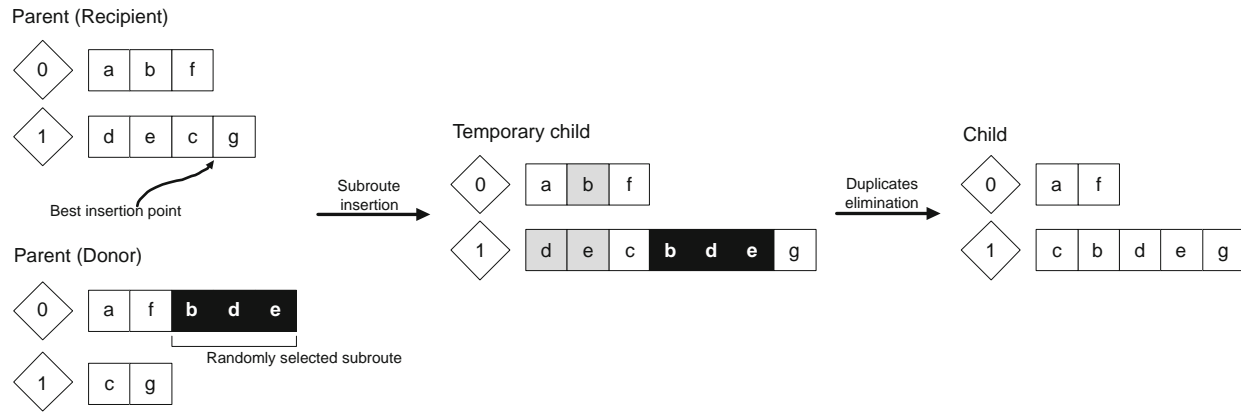 Parent (Recipient)
0 a b f
1 d e c g
Best insertion point
Parent (Donor)
0 a f b d e
Randomly selected subroute
1 c g
Subroute
insertion
Temporary child
0 a b f
1 d e c b d e g
Duplicates
elimination
Child
0 a f
1 c b d e g